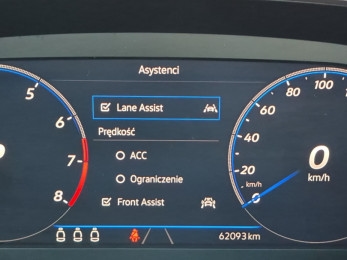 Asystenci
Lane Assist
Prędkość
ACC
Ograniczenie
Front Assist
62093 km
5
6
7
8
100
80
60
40
20
km/h
0
0
km/h